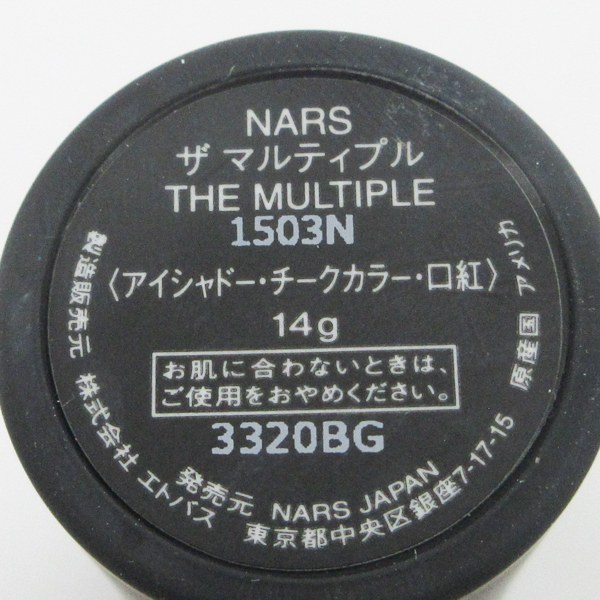 NARS
ザ マルティプル
THE MULTIPLE
1503N
〈アイシャドー・チークカラー・口紅〉
14g
お肌に合わないときは、
ご使用をおやめください。
3320BG
製造販売元 株式会社 エトバス
発売元 NARS JAPAN
東京都中央区銀座7-17-15
原産国 アメリカ